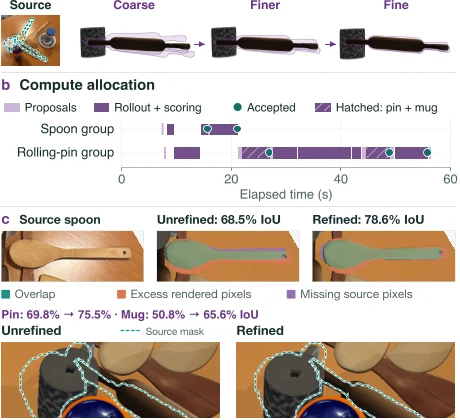 Source
Coarse
Finer
Fine
b Compute allocation
Proposals
Rollout + scoring
Accepted
Hatched: pin + mug
Spoon group
Rolling-pin group
0
20
40
60
Elapsed time (s)
c Source spoon
Unrefined: 68.5% IoU
Refined: 78.6% IoU
Overlap
Excess rendered pixels
Missing source pixels
Pin: 69.8% → 75.5% · Mug: 50.8% → 65.6% IoU
Unrefined
Source mask
Refined